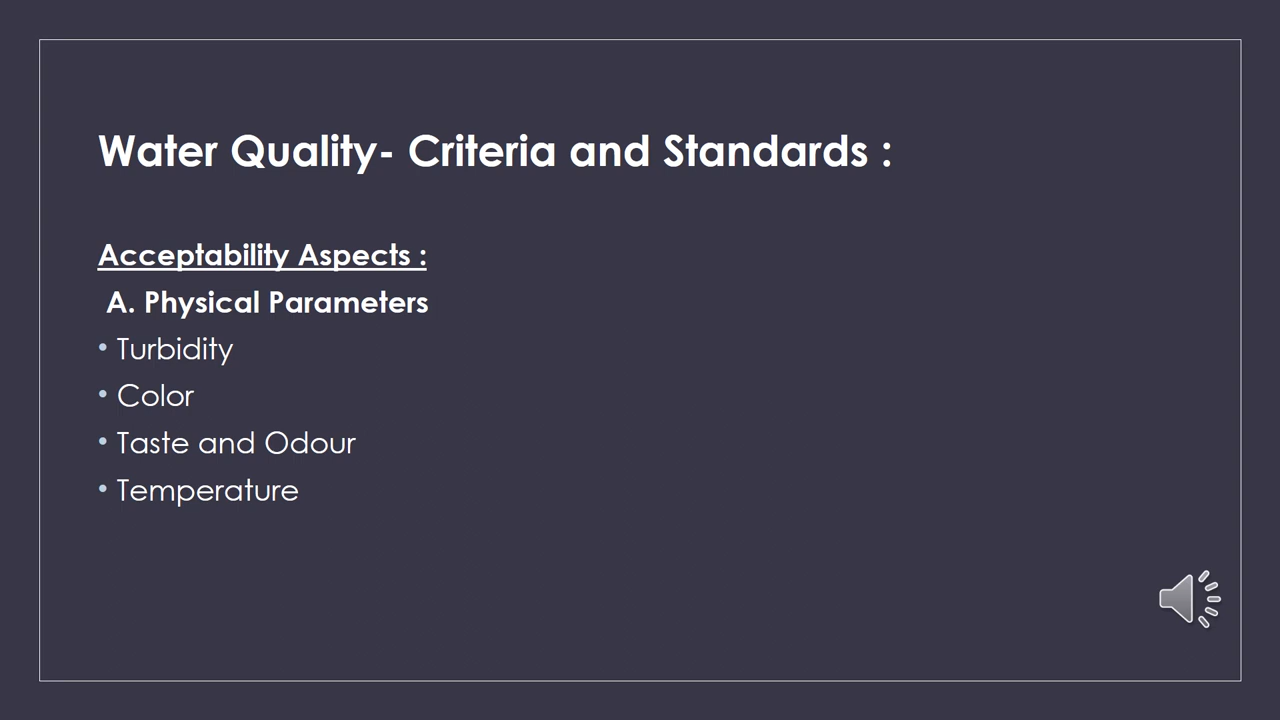 Water Quality- Criteria and Standards :
Acceptability Aspects :
A. Physical Parameters
• Turbidity
• Color
• Taste and Odour
• Temperature